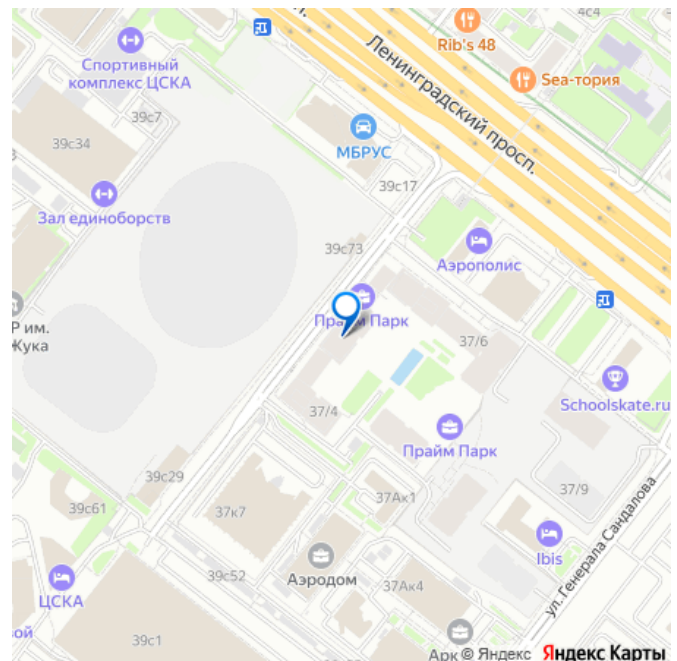 4с4
Rib's 48
Ленинградский просп.
Sea-тория
Спортивный
комплекс ЦСКА
39с7
39с34
МБРУС
39с17
Зал единоборств
39с73
Аэрополис
Р им.
Жука
Прайм Парк
37/6
Schoolskate.ru
37/4
Прайм Парк
39с29
37/9
37Ак1
39с61
37к7
Ibis
ул. Генерала Сандалова
39с52
Аэродом
37Ак4
ЦСКА
ой
39с1
Арк
© Яндекс Яндекс Карты